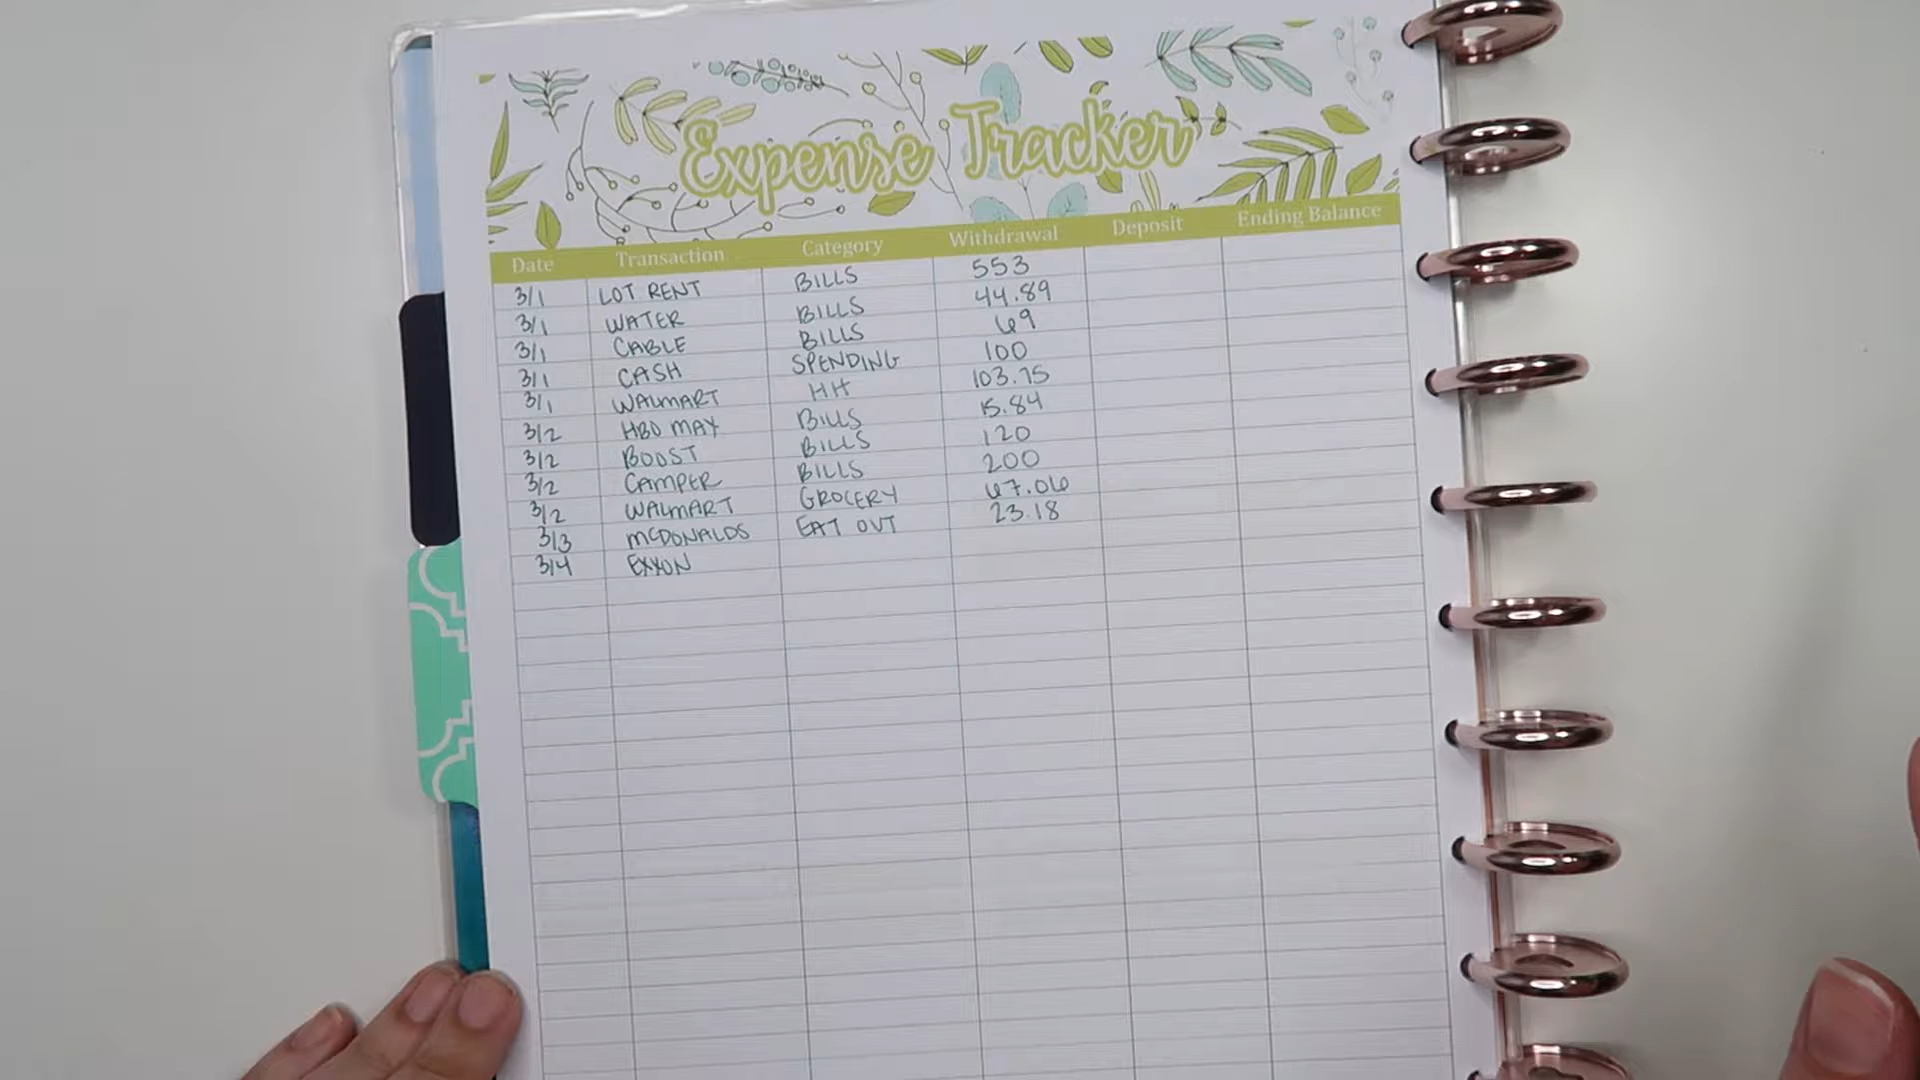 Expense Tracker
Date Transaction Category Withdrawal Deposit Ending Balance
3/1 LOT RENT BILLS 553
3/1 WATER BILLS 44.89
3/1 CABLE BILLS 69
3/1 CASH SPENDING 100
3/1 WALMART HH 103.75
3/2 HBO MAX BILLS 15.84
3/2 BOOST BILLS 120
3/2 CAMPER BILLS 200
3/2 WALMART GROCERY 67.06
3/3 MCDONALDS EAT OUT 23.18
3/4 EXXON